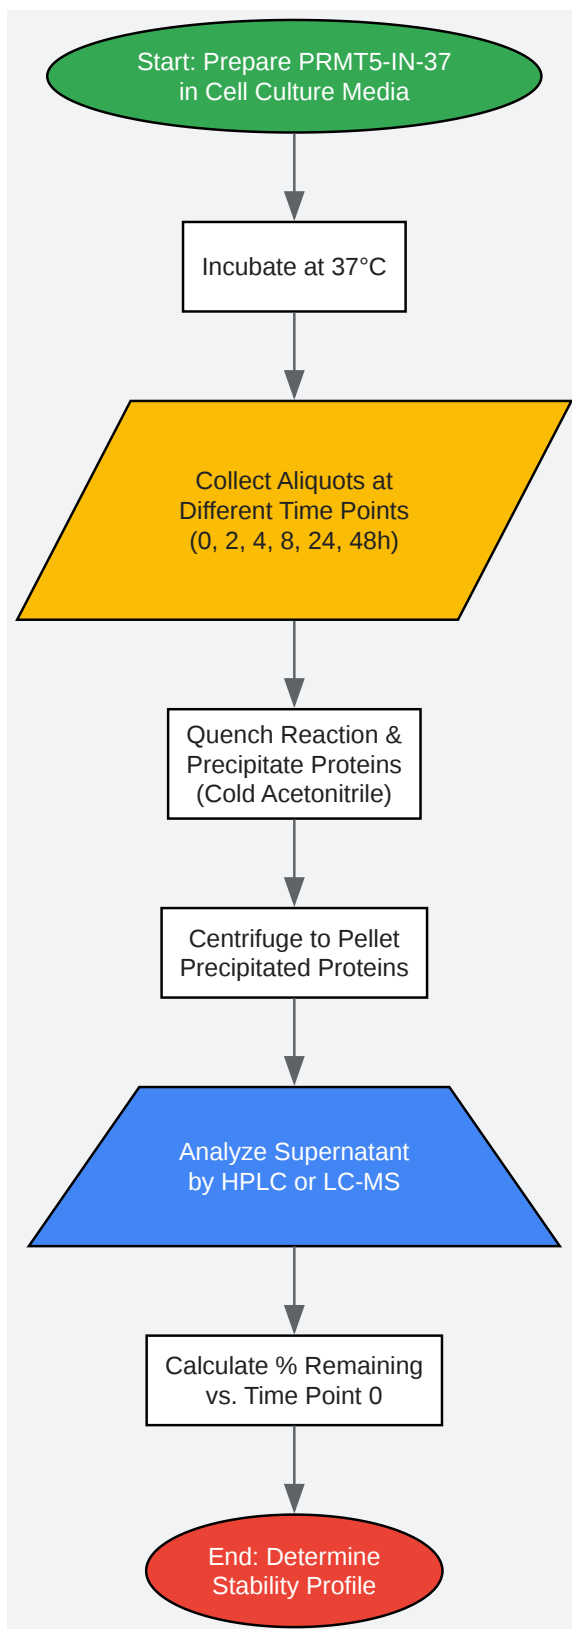 Start: Prepare PRMT5-IN-37
in Cell Culture Media
Incubate at 37°C
Collect Aliquots at
Different Time Points
(0, 2, 4, 8, 24, 48h)
Quench Reaction &
Precipitate Proteins
(Cold Acetonitrile)
Centrifuge to Pellet
Precipitated Proteins
Analyze Supernatant
by HPLC or LC-MS
Calculate % Remaining
vs. Time Point 0
End: Determine
Stability Profile